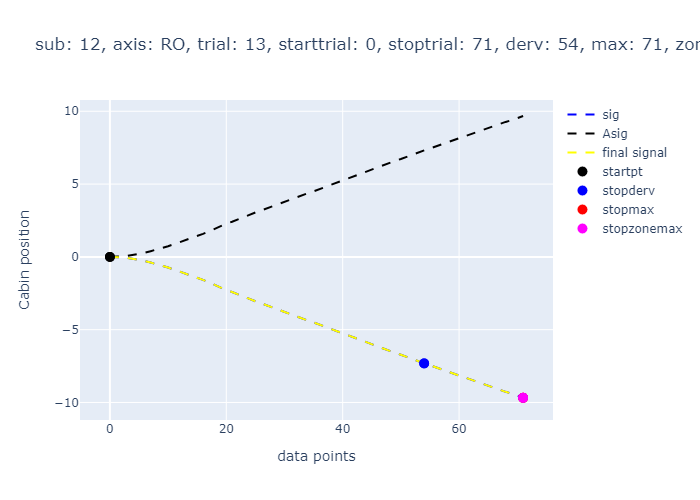 sub: 12, axis: RO, trial: 13, starttrial: 0, stoptrial: 71, derv: 54, max: 71, zor
10
5
0
−5
−10
Cabin position
0
20
40
60
data points
sig
Asig
final signal
startpt
stopderv
stopmax
stopzonemax